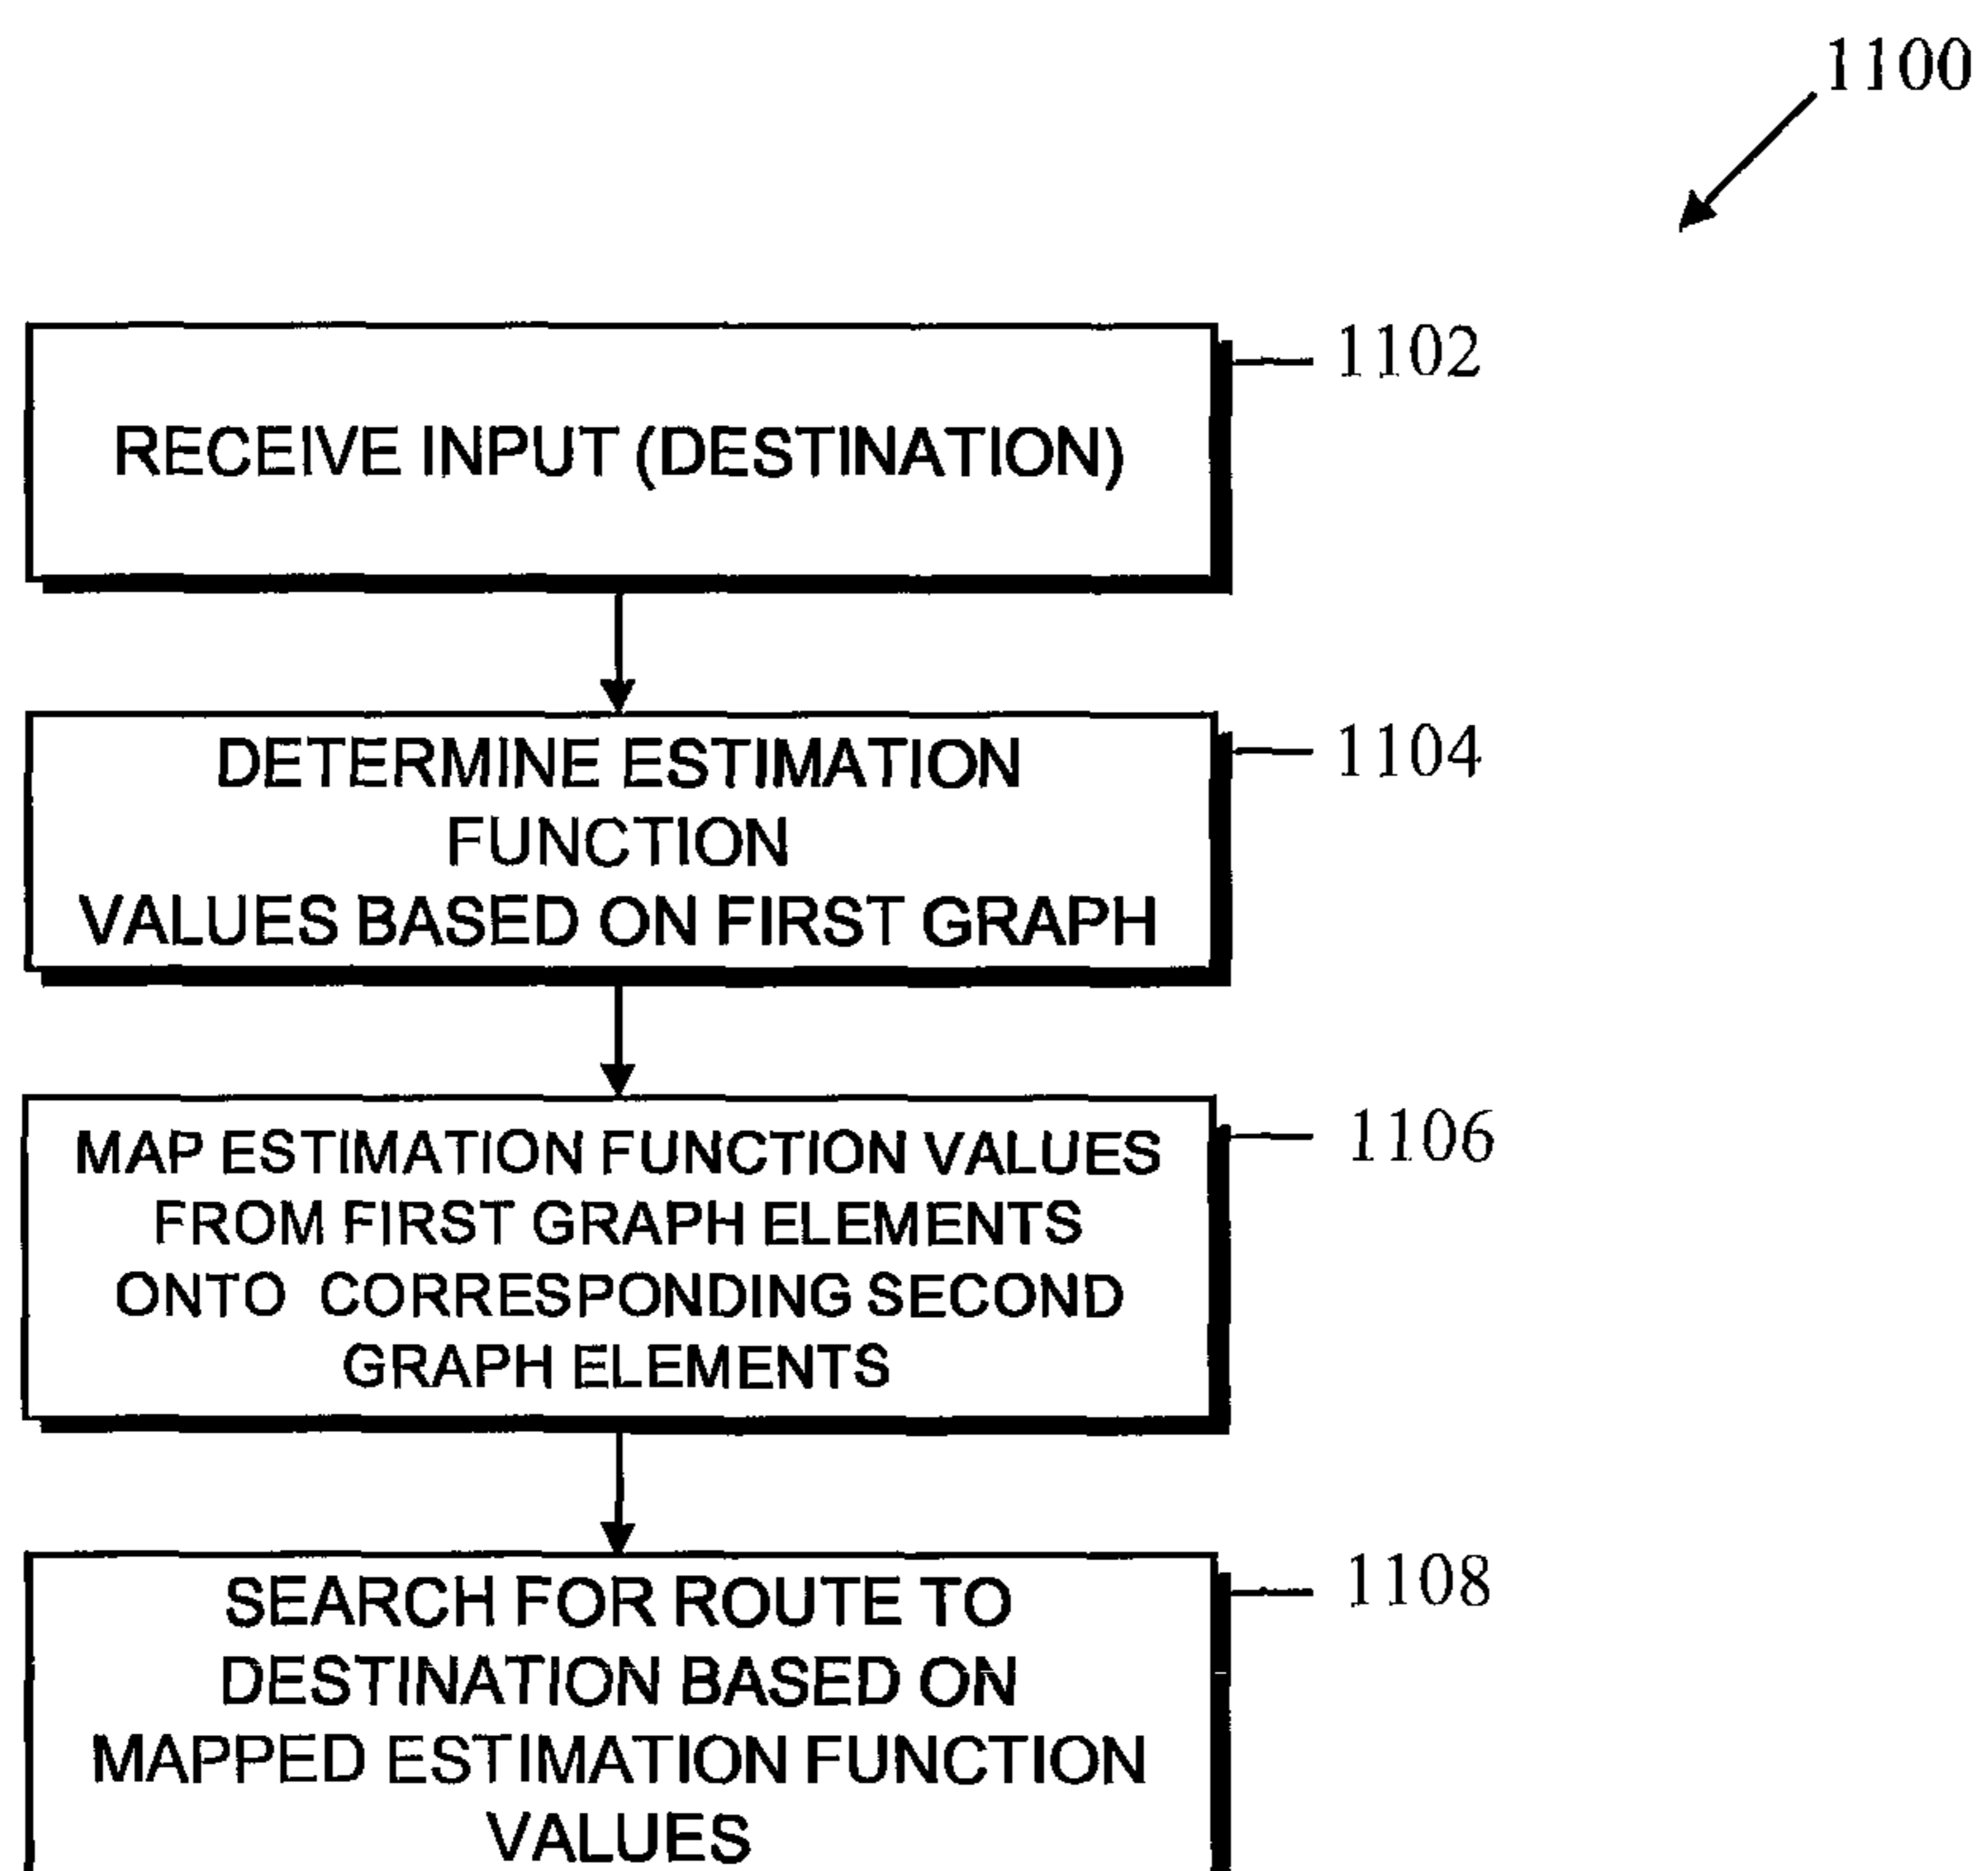 1100
1102
RECEIVE INPUT (DESTINATION)
1104
DETERMINE ESTIMATION
FUNCTION
VALUES BASED ON FIRST GRAPH
1106
MAP ESTIMATION FUNCTION VALUES
FROM FIRST GRAPH ELEMENTS
ONTO CORRESPONDING SECOND
GRAPH ELEMENTS
1108
SEARCH FOR ROUTE TO
DESTINATION BASED ON
MAPPED ESTIMATION FUNCTION
VALUES